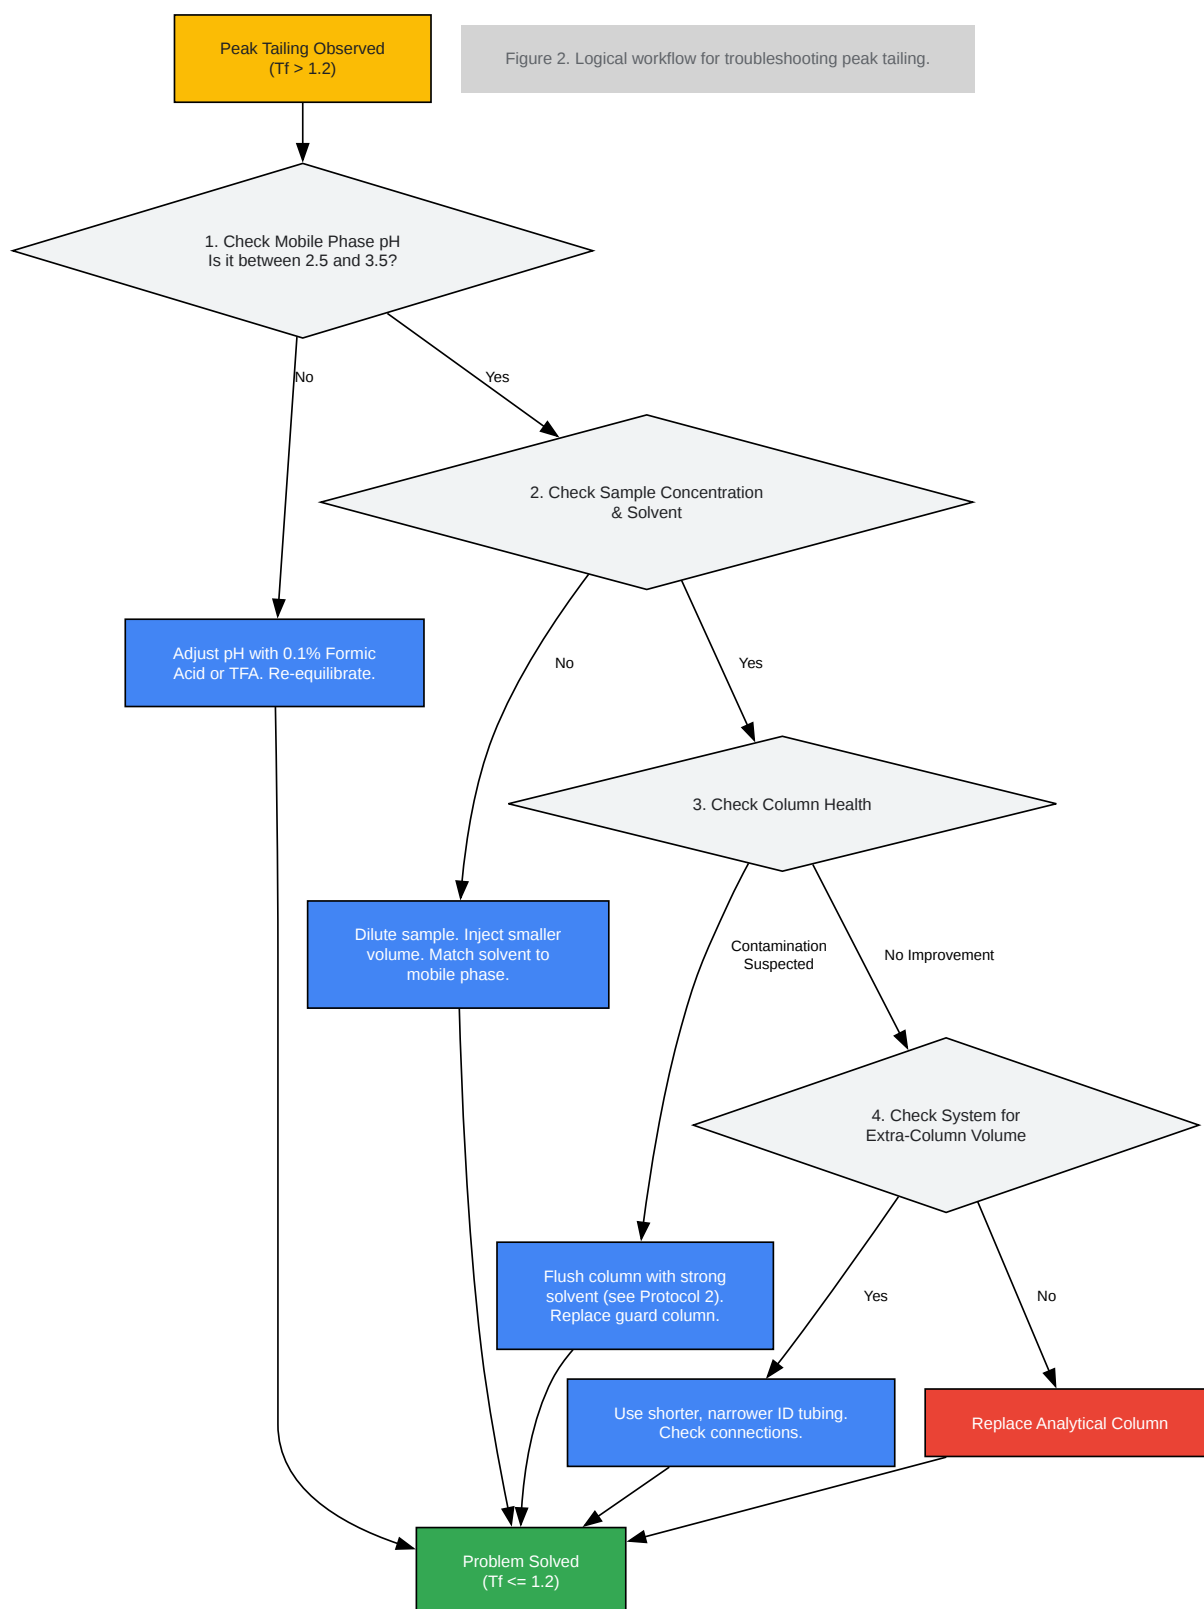 Peak Tailing Observed
(Tf > 1.2)
Figure 2. Logical workflow for troubleshooting peak tailing.
1. Check Mobile Phase pH
Is it between 2.5 and 3.5?
No
Yes
2. Check Sample Concentration
& Solvent
Adjust pH with 0.1% Formic
Acid or TFA. Re-equilibrate.
No
Yes
3. Check Column Health
Dilute sample. Inject smaller
volume. Match solvent to
mobile phase.
Contamination
Suspected
No Improvement
4. Check System for
Extra-Column Volume
Flush column with strong
solvent (see Protocol 2).
Replace guard column.
Yes
No
Use shorter, narrower ID tubing.
Check connections.
Replace Analytical Column
Problem Solved
(Tf <= 1.2)